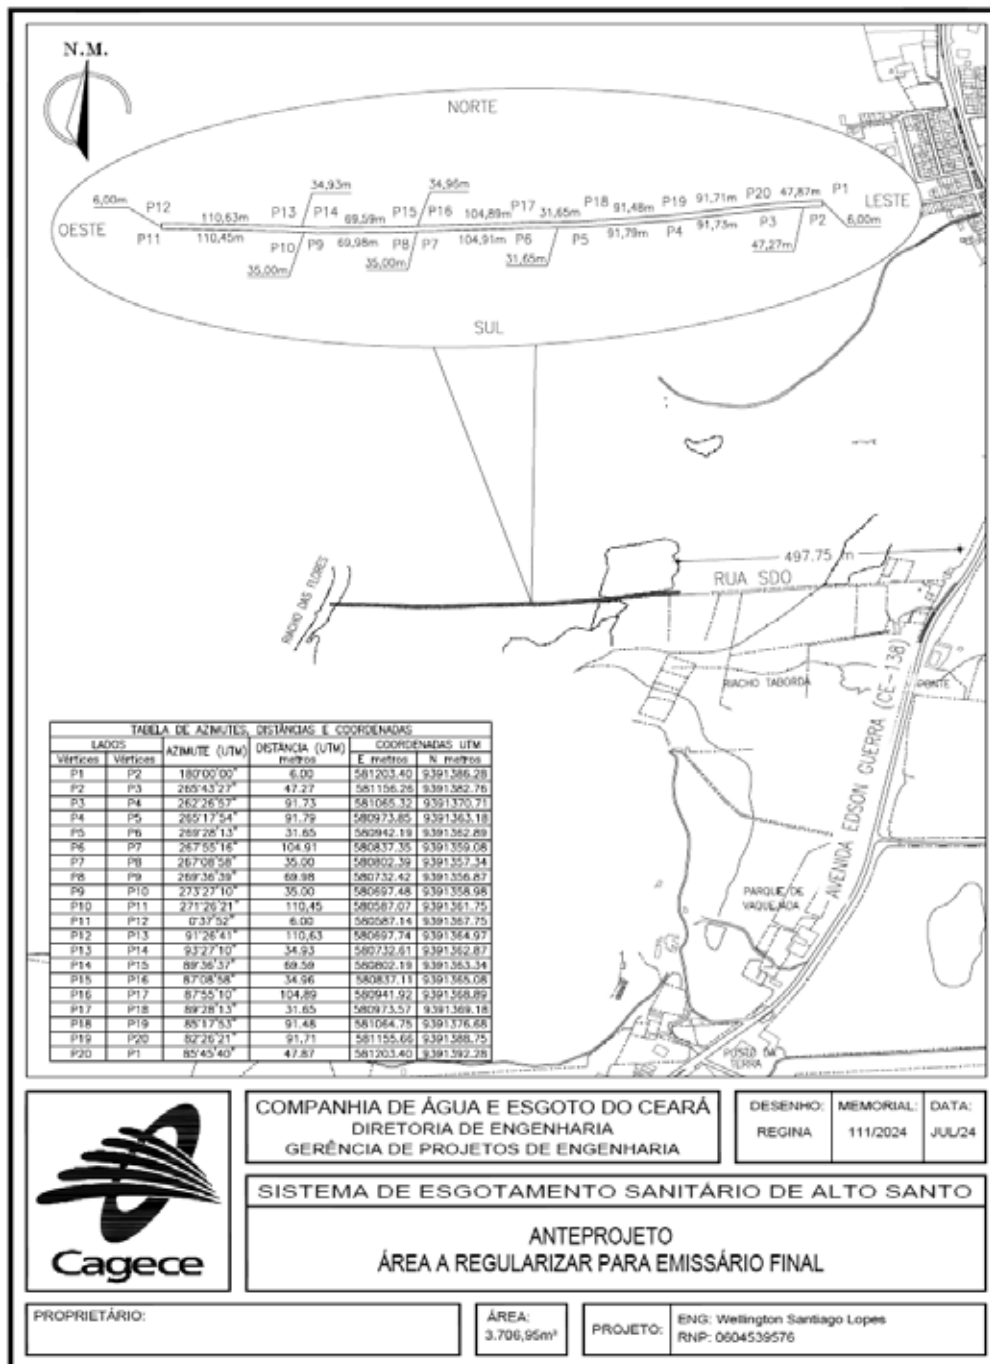 N.M.
NORTE
34,93m
34,96m
6,00m
P12
110,63m
P13
P14
69,59m
P15
P16
104,89m
P17
31,65m
P18
91,48m
P19
91,71m
P20
47,87m
P1
LESTE
OESTE
P11
110,45m
P10
P9
69,98m
P8
P7
104,91m
P6
P5
91,79m
P4
91,73m
P3
P2
6,00m
35,00m
35,00m
31,65m
47,27m
SUL
497.75 m
RUA SDO
RIACHO DAS FLORES
RIACHO TABORDA
PONTE
AVENIDA EDSON GUERRA (CE-138)
PARQUE DE
VAQUEJADA
POSTO DA
TERRA
TABELA DE AZIMUTES, DISTÂNCIAS E COORDENADAS
LADOS AZIMUTE (UTM) DISTÂNCIA (UTM) COORDENADAS UTM
Vértices Vértices metros E metros N metros
P1 P2 180°00'00" 6.00 581203.40 9391386.28
P2 P3 265°43'27" 47.27 581156.26 9391382.76
P3 P4 262°26'57" 91.73 581065.32 9391370.71
P4 P5 265°17'54" 91.79 580973.85 9391363.18
P5 P6 269°28'13" 31.65 580942.19 9391362.89
P6 P7 267°55'16" 104.91 580837.35 9391359.08
P7 P8 267°08'58" 35.00 580802.39 9391357.34
P8 P9 269°36'39" 69.98 580732.42 9391356.87
P9 P10 273°27'10" 35.00 580697.48 9391358.98
P10 P11 271°26'21" 110,45 580587.07 9391361.75
P11 P12 0°37'52" 6.00 580587.14 9391367.75
P12 P13 91°26'41" 110,63 580697.74 9391364.97
P13 P14 93°27'10" 34.93 580732.61 9391362.87
P14 P15 89°36'37" 69.59 580802.19 9391363.34
P15 P16 87°08'58" 34.96 580837.11 9391365.08
P16 P17 87°55'10" 104,89 580941.92 9391368.89
P17 P18 89°28'13" 31.65 580973.57 9391369.18
P18 P19 85°17'53" 91.48 581064.75 9391376.68
P19 P20 82°26'21" 91,71 581155.66 9391388.75
P20 P1 85°45'40" 47.87 581203.40 9391392.28
Cagece
COMPANHIA DE ÁGUA E ESGOTO DO CEARÁ
DIRETORIA DE ENGENHARIA
GERÊNCIA DE PROJETOS DE ENGENHARIA
DESENHO:
REGINA
MEMORIAL:
111/2024
DATA:
JUL/24
SISTEMA DE ESGOTAMENTO SANITÁRIO DE ALTO SANTO
ANTEPROJETO
ÁREA A REGULARIZAR PARA EMISSÁRIO FINAL
PROPRIETÁRIO:
ÁREA:
3.706,95m²
PROJETO:
ENG: Wellington Santiago Lopes
RNP: 0604539576